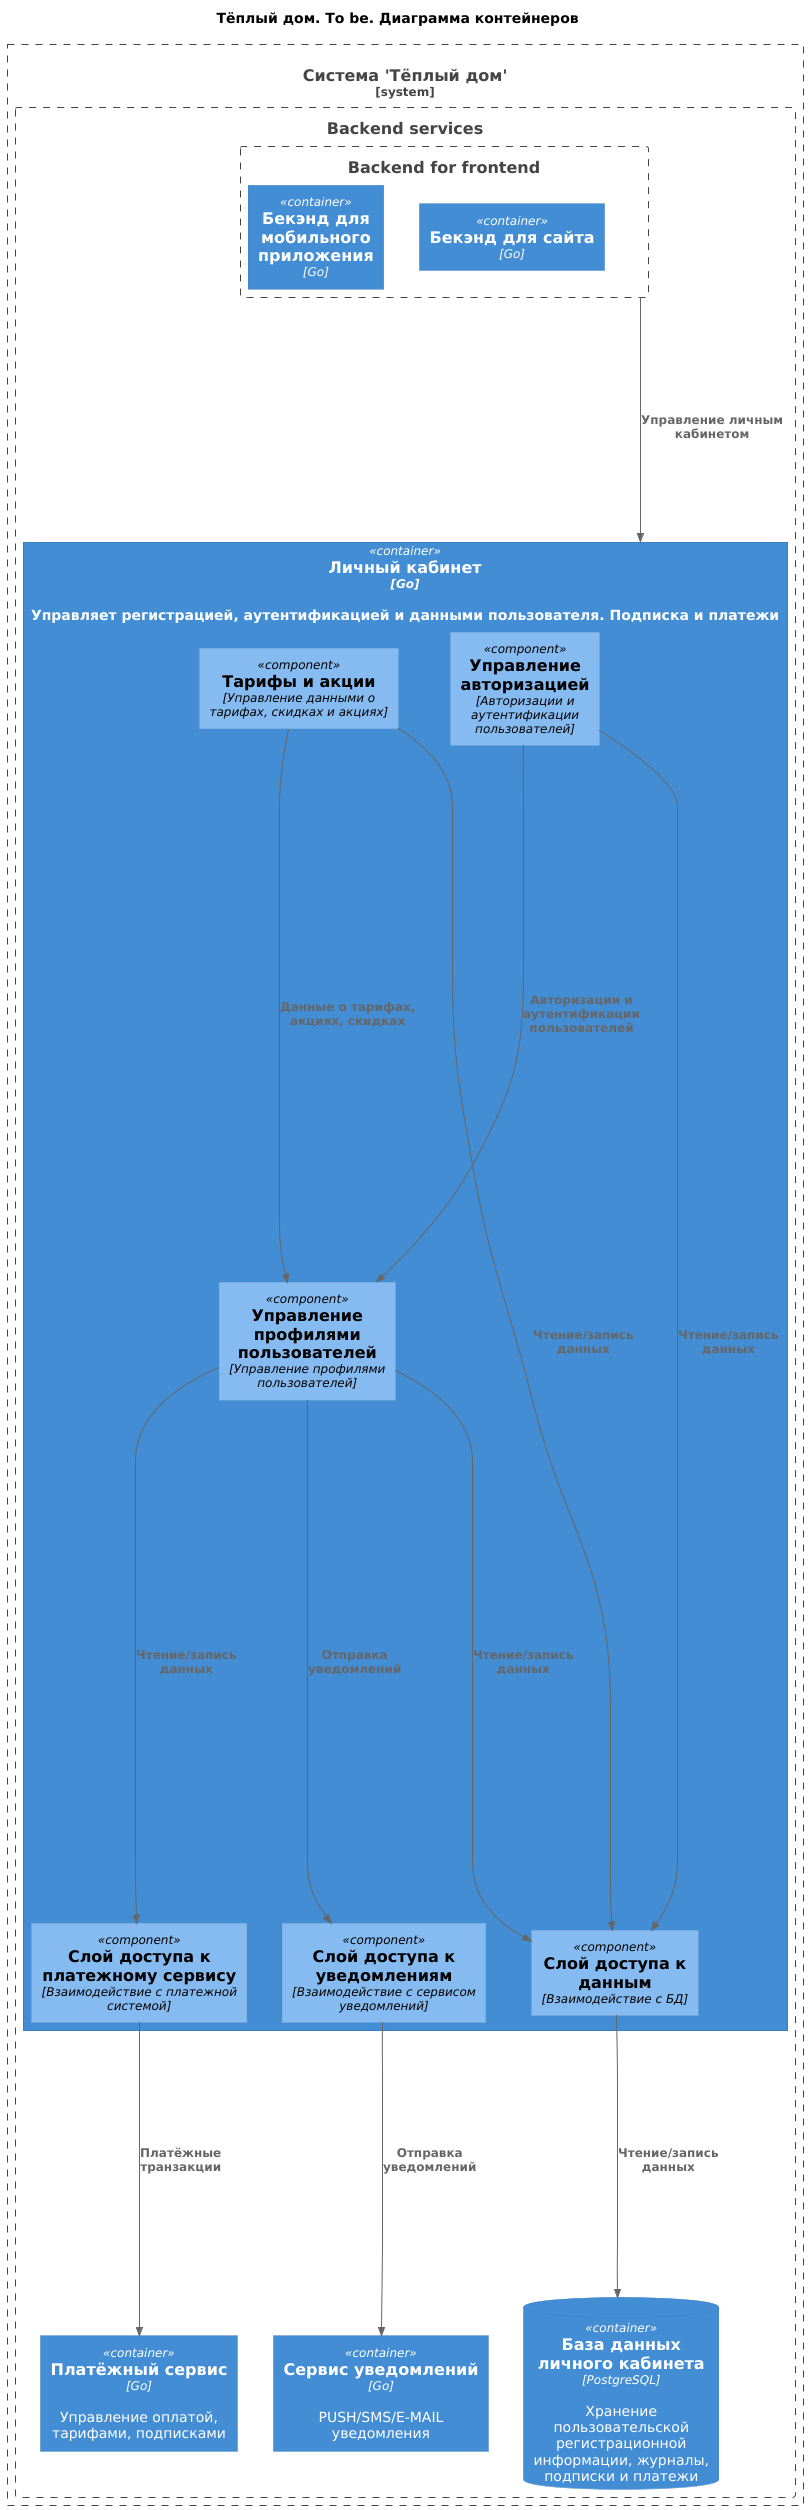 Тёплый дом. To be. Диаграмма контейнеров
Система 'Тёплый дом'
[system]
Backend services
Backend for frontend
«container»
Бекэнд для
мобильного
приложения
[Go]
«container»
Бекэнд для сайта
[Go]
Управление личным
кабинетом
«container»
Личный кабинет
[Go]
Управляет регистрацией, аутентификацией и данными пользователя. Подписка и платежи
«component»
Тарифы и акции
[Управление данными о
тарифах, скидках и акциях]
«component»
Управление
авторизацией
[Авторизации и
аутентификации
пользователей]
Данные о тарифах,
акциях, скидках
Авторизации и
аутентификации
пользователей
«component»
Управление
профилями
пользователей
[Управление профилями
пользователей]
Чтение/запись
данных
Чтение/запись
данных
Чтение/запись
данных
Отправка
уведомлений
Чтение/запись
данных
«component»
Слой доступа к
платежному сервису
[Взаимодействие с платежной
системой]
«component»
Слой доступа к
уведомлениям
[Взаимодействие с сервисом
уведомлений]
«component»
Слой доступа к
данным
[Взаимодействие с БД]
Платёжные
транзакции
Отправка
уведомлений
Чтение/запись
данных
«container»
Платёжный сервис
[Go]
Управление оплатой,
тарифами, подписками
«container»
Сервис уведомлений
[Go]
PUSH/SMS/E-MAIL
уведомления
«container»
База данных
личного кабинета
[PostgreSQL]
Хранение
пользовательской
регистрационной
информации, журналы,
подписки и платежи